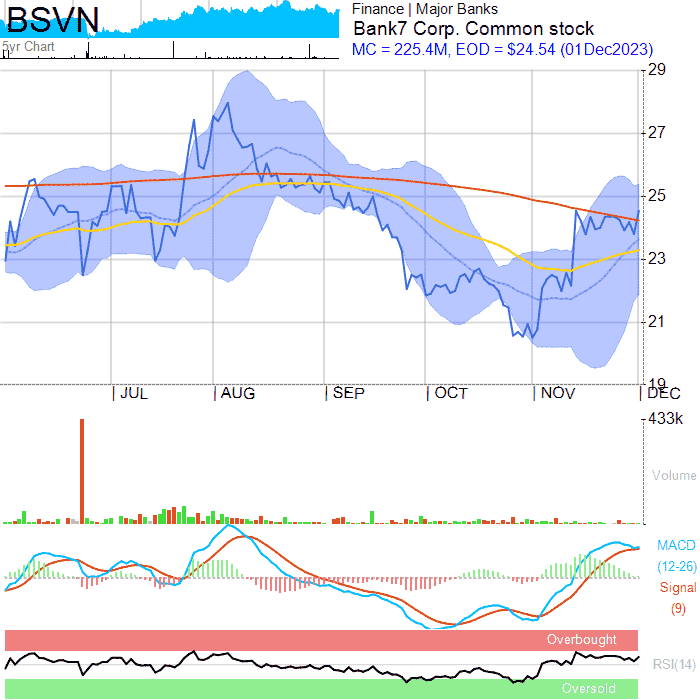 BSVN
5yr Chart
Finance | Major Banks
Bank7 Corp. Common stock
MC = 225.4M, EOD = $24.54 (01Dec2023)
29
27
25
23
21
19
JUL AUG SEP OCT NOV DEC
433k
Volume
MACD
(12-26)
Signal
(9)
Overbought
RSI(14)
Oversold